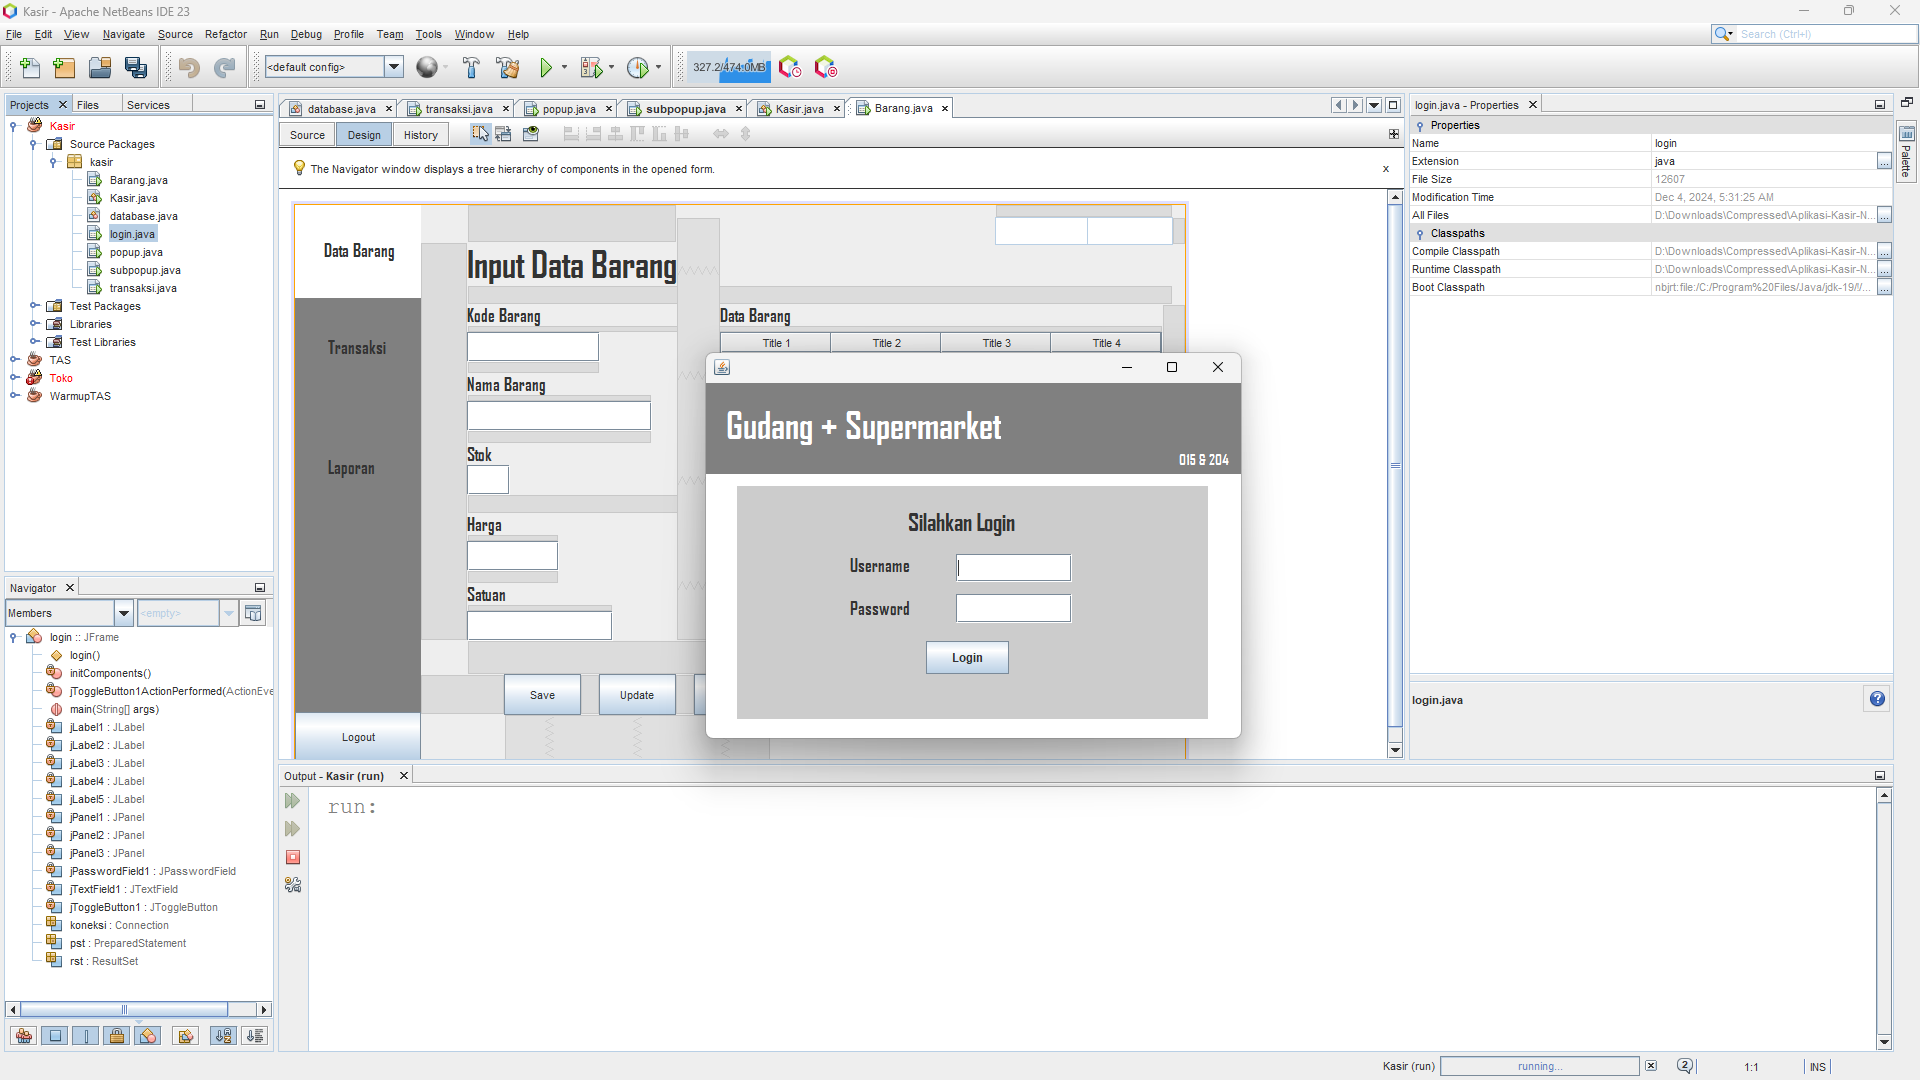 Kasir - Apache NetBeans IDE 23
File Edit View Navigate Source Refactor Run Debug Profile Team Tools Window Help
Search (Ctrl+I)
<default config>
327.2/474.0MB
Projects Files Services
Kasir
Source Packages
kasir
Barang.java
Kasir.java
database.java
login.java
popup.java
subpopup.java
transaksi.java
Test Packages
Libraries
Test Libraries
TAS
Toko
WarmupTAS
Navigator
Members
<empty>
login :: JFrame
login()
initComponents()
jToggleButton1ActionPerformed(ActionEve
main(String[] args)
jLabel1 : JLabel
jLabel2 : JLabel
jLabel3 : JLabel
jLabel4 : JLabel
jLabel5 : JLabel
jPanel1 : JPanel
jPanel2 : JPanel
jPanel3 : JPanel
jPasswordField1 : JPasswordField
jTextField1 : JTextField
jToggleButton1 : JToggleButton
koneksi : Connection
pst : PreparedStatement
rst : ResultSet
database.java transaksi.java popup.java subpopup.java Kasir.java Barang.java
Source Design History
The Navigator window displays a tree hierarchy of components in the opened form.
x
Data Barang
Transaksi
Laporan
Logout
Input Data Barang
Kode Barang
Nama Barang
Stok
Harga
Satuan
Save Update
Data Barang
Title 1 Title 2 Title 3 Title 4
Gudang + Supermarket
015 & 204
Silahkan Login
Username
Password
Login
Output - Kasir (run)
run:
login.java - Properties
Properties
Name login
Extension java
...
File Size 12607
Modification Time Dec 4, 2024, 5:31:25 AM
All Files D:\Downloads\Compressed\Aplikasi-Kasir-N...
...
Classpaths
Compile Classpath D:\Downloads\Compressed\Aplikasi-Kasir-N...
...
Runtime Classpath D:\Downloads\Compressed\Aplikasi-Kasir-N...
...
Boot Classpath nbjrt:file:/C:/Program%20Files/Java/jdk-19/!/...
...
login.java
?
Palette
Kasir (run) running... 2 1:1 INS